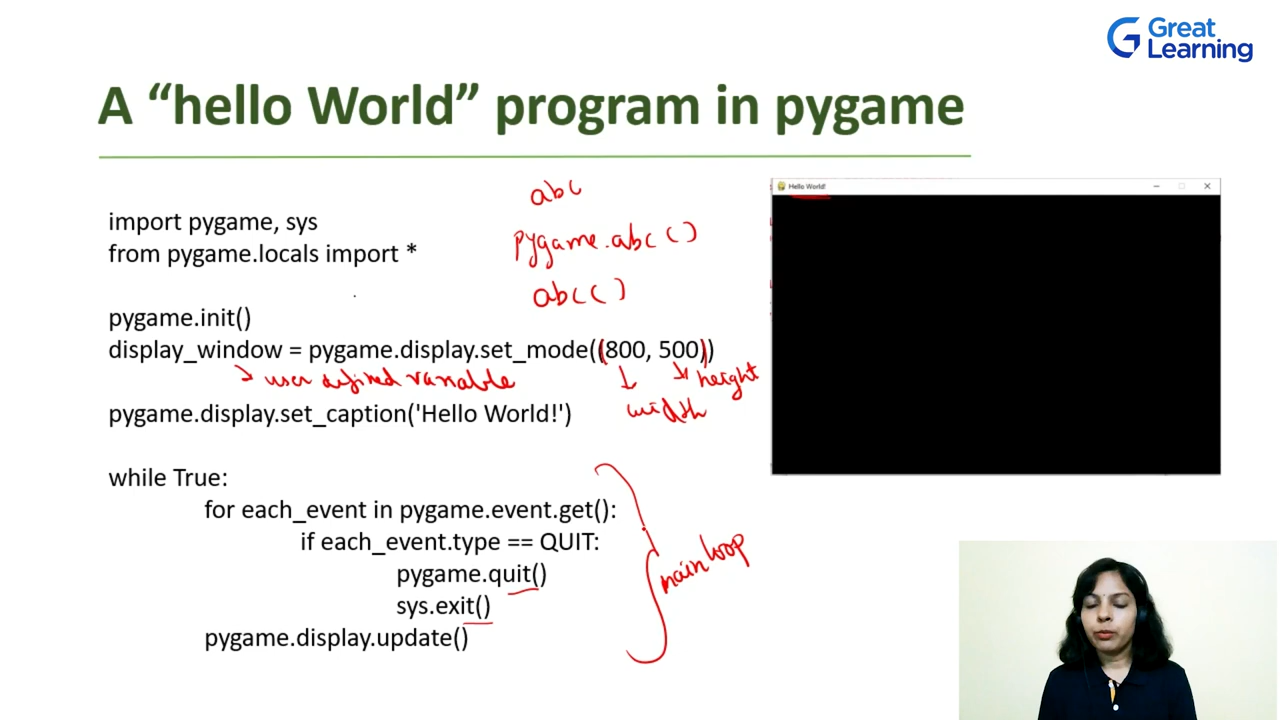 Great
Learning
A “hello World” program in pygame
import pygame, sys
from pygame.locals import *
pygame.init()
display_window = pygame.display.set_mode((800, 500))
pygame.display.set_caption('Hello World!')
while True:
for each_event in pygame.event.get():
if each_event.type == QUIT:
pygame.quit()
sys.exit()
pygame.display.update()
abc
pygame.abc()
abc()
user defined variable
width
height
main loop
Hello World!